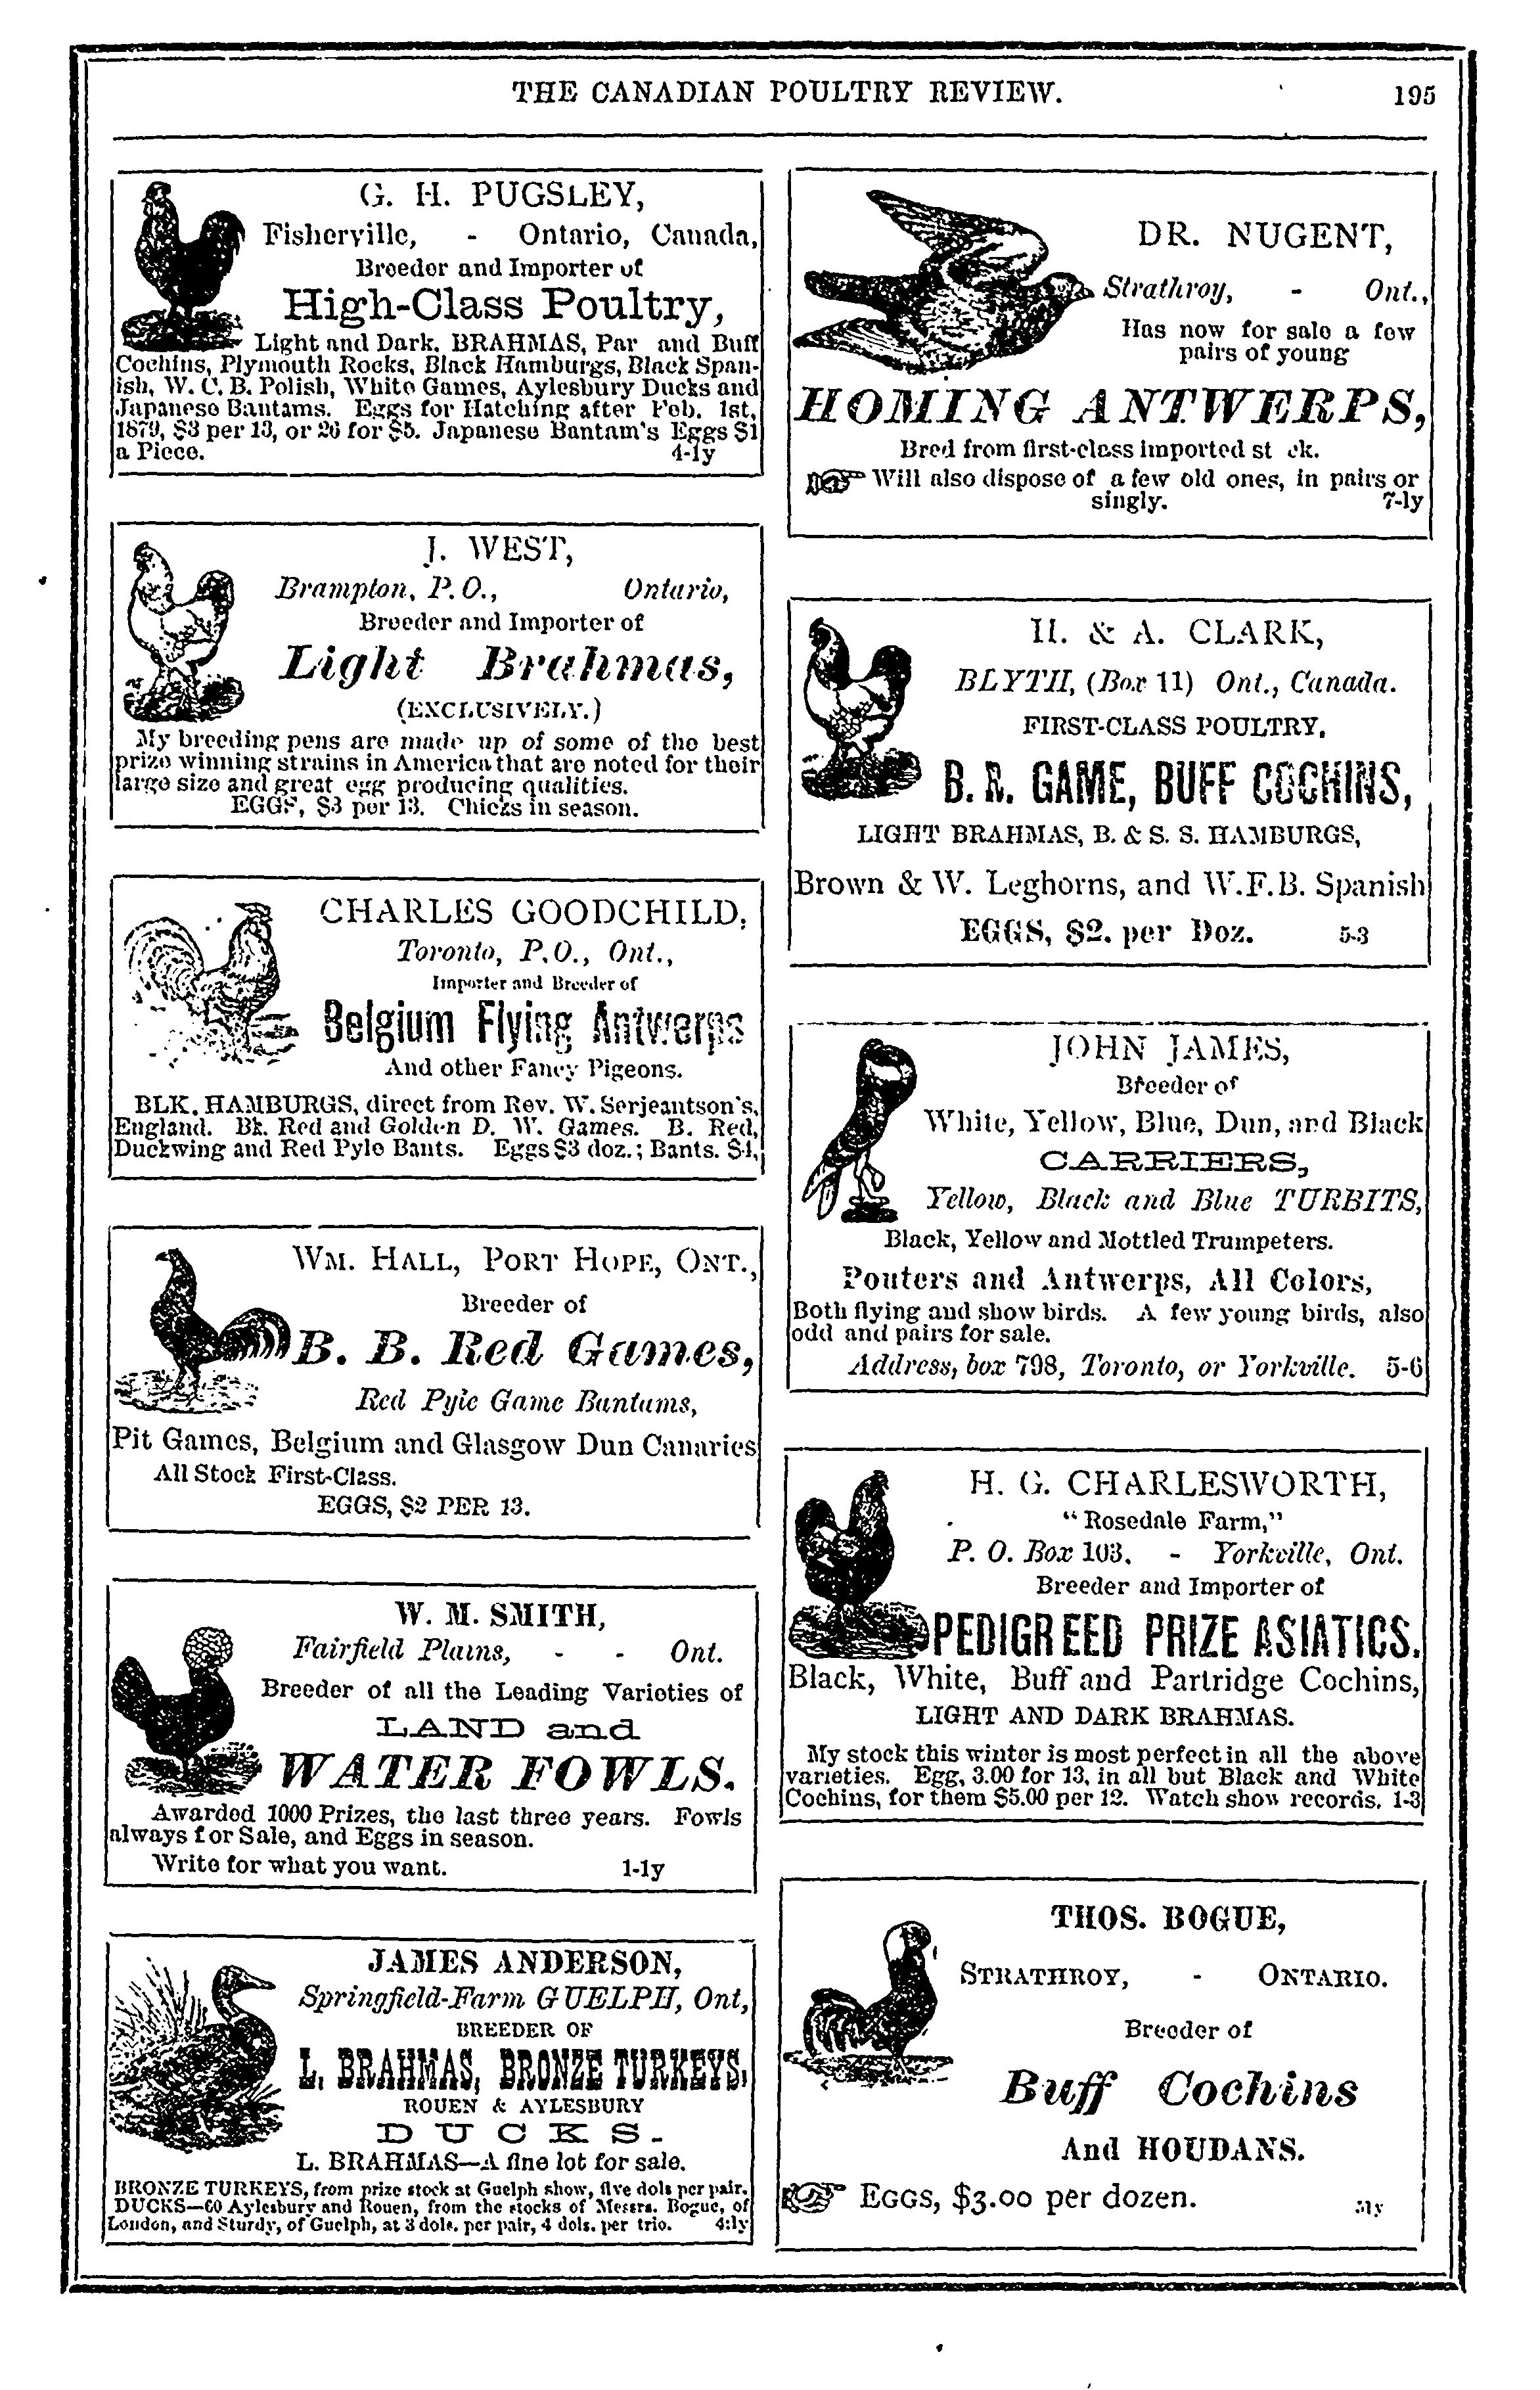 THE CANADIAN POULTRY REVIEW. 195
G. H. PUGSLEY,
Fisherville, - Ontario, Canada,
Breeder and Importer of
High-Class Poultry,
Light and Dark, BRAHMAS, Par and Buff
Cochins, Plymouth Rocks, Black Hamburgs, Black Span-
ish, W. C. B. Polish, White Games, Aylesbury Ducks and
Japanese Bantams. Eggs for Hatching after Feb. 1st,
1879, $3 per 13, or 26 for $5. Japanese Bantam's Eggs $1
a Piece. 4-1y
J. WEST,
Brampton, P.O., Ontario,
Breeder and Importer of
Light Brahmas,
(EXCLUSIVELY.)
My breeding pens are made up of some of the best
prize winning strains in America that are noted for their
large size and great egg producing qualities.
EGGS, $3 per 13. Chicks in season.
CHARLES GOODCHILD,
Toronto, P.O., Ont.,
Importer and Breeder of
Belgium Flying Antwerps
And other Fancy Pigeons.
BLK. HAMBURGS, direct from Rev. W. Serjeantson's,
England. Bk. Red and Golden D. W. Games. B. Red,
Duckwing and Red Pyle Bants. Eggs $3 doz.; Bants. $4,
WM. HALL, PORT HOPE, ONT.,
Breeder of
B. B. Red Games,
Red Pyle Game Bantams,
Pit Games, Belgium and Glasgow Dun Canaries
All Stock First-Class.
EGGS, $2 PER 13.
W. M. SMITH,
Fairfield Plains, - - Ont.
Breeder of all the Leading Varieties of
LAND and
WATER FOWLS.
Awarded 1000 Prizes, the last three years. Fowls
always for Sale, and Eggs in season.
Write for what you want. 1-1y
JAMES ANDERSON,
Springfield-Farm GUELPH, Ont,
BREEDER OF
L. BRAHMAS, BRONZE TURKEYS,
ROUEN & AYLESBURY
DUCKS-
L. BRAHMAS—A fine lot for sale.
BRONZE TURKEYS, from prize stock at Guelph show, five dols per pair.
DUCKS—60 Aylesbury and Rouen, from the stocks of Messrs. Bogue, of
London, and Sturdy, of Guelph, at 3 dols. per pair, 4 dols. per trio. 4:1y
DR. NUGENT,
Strathroy, - Ont.,
Has now for sale a few
pairs of young
HOMING ANTWERPS,
Bred from first-class imported st ck.
Will also dispose of a few old ones, in pairs or
singly. 7-1y
H. & A. CLARK,
BLYTH, (Box 11) Ont., Canada.
FIRST-CLASS POULTRY.
B. R. GAME, BUFF COCHINS,
LIGHT BRAHMAS, B. & S. S. HAMBURGS,
Brown & W. Leghorns, and W.F.B. Spanish
EGGS, $2. per Doz. 5-3
JOHN JAMES,
Breeder of
White, Yellow, Blue, Dun, and Black
CARRIERS,
Yellow, Black and Blue TURBITS,
Black, Yellow and Mottled Trumpeters.
Pouters and Antwerps, All Colors,
Both flying and show birds. A few young birds, also
odd and pairs for sale.
Address, box 798, Toronto, or Yorkville. 5-6
H. G. CHARLESWORTH,
"Rosedale Farm,"
P. O. Box 103. - Yorkville, Ont.
Breeder and Importer of
PEDIGREED PRIZE ASIATICS.
Black, White, Buff and Partridge Cochins,
LIGHT AND DARK BRAHMAS.
My stock this winter is most perfect in all the above
varieties. Egg, 3.00 for 13, in all but Black and White
Cochins, for them $5.00 per 12. Watch show records. 1-3
THOS. BOGUE,
STRATHROY, - ONTARIO.
Breeder of
Buff Cochins
And HOUDANS.
EGGS, $3.00 per dozen.